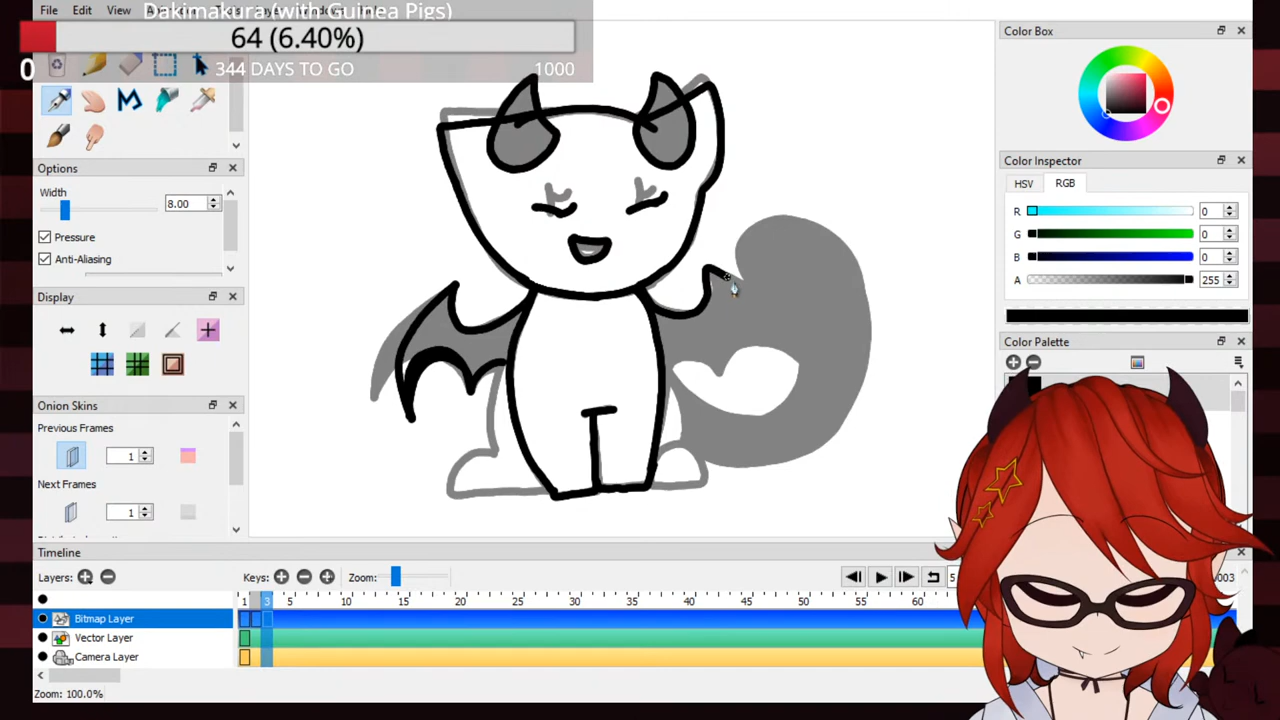 Dakimakura (with Guinea Pigs)
File Edit View
64 (6.40%)
0 344 DAYS TO GO 1000
Options
Width
8.00
Pressure
Anti-Aliasing
Display
Onion Skins
Previous Frames
1
Next Frames
1
Color Box
Color Inspector
HSV RGB
R 0
G 0
B 0
A 255
Color Palette
Timeline
Layers: Keys: Zoom: 5
1 3 5 10 15 20 25 30 35 40 45 50 55 60
Bitmap Layer
Vector Layer
Camera Layer
Zoom: 100.0%